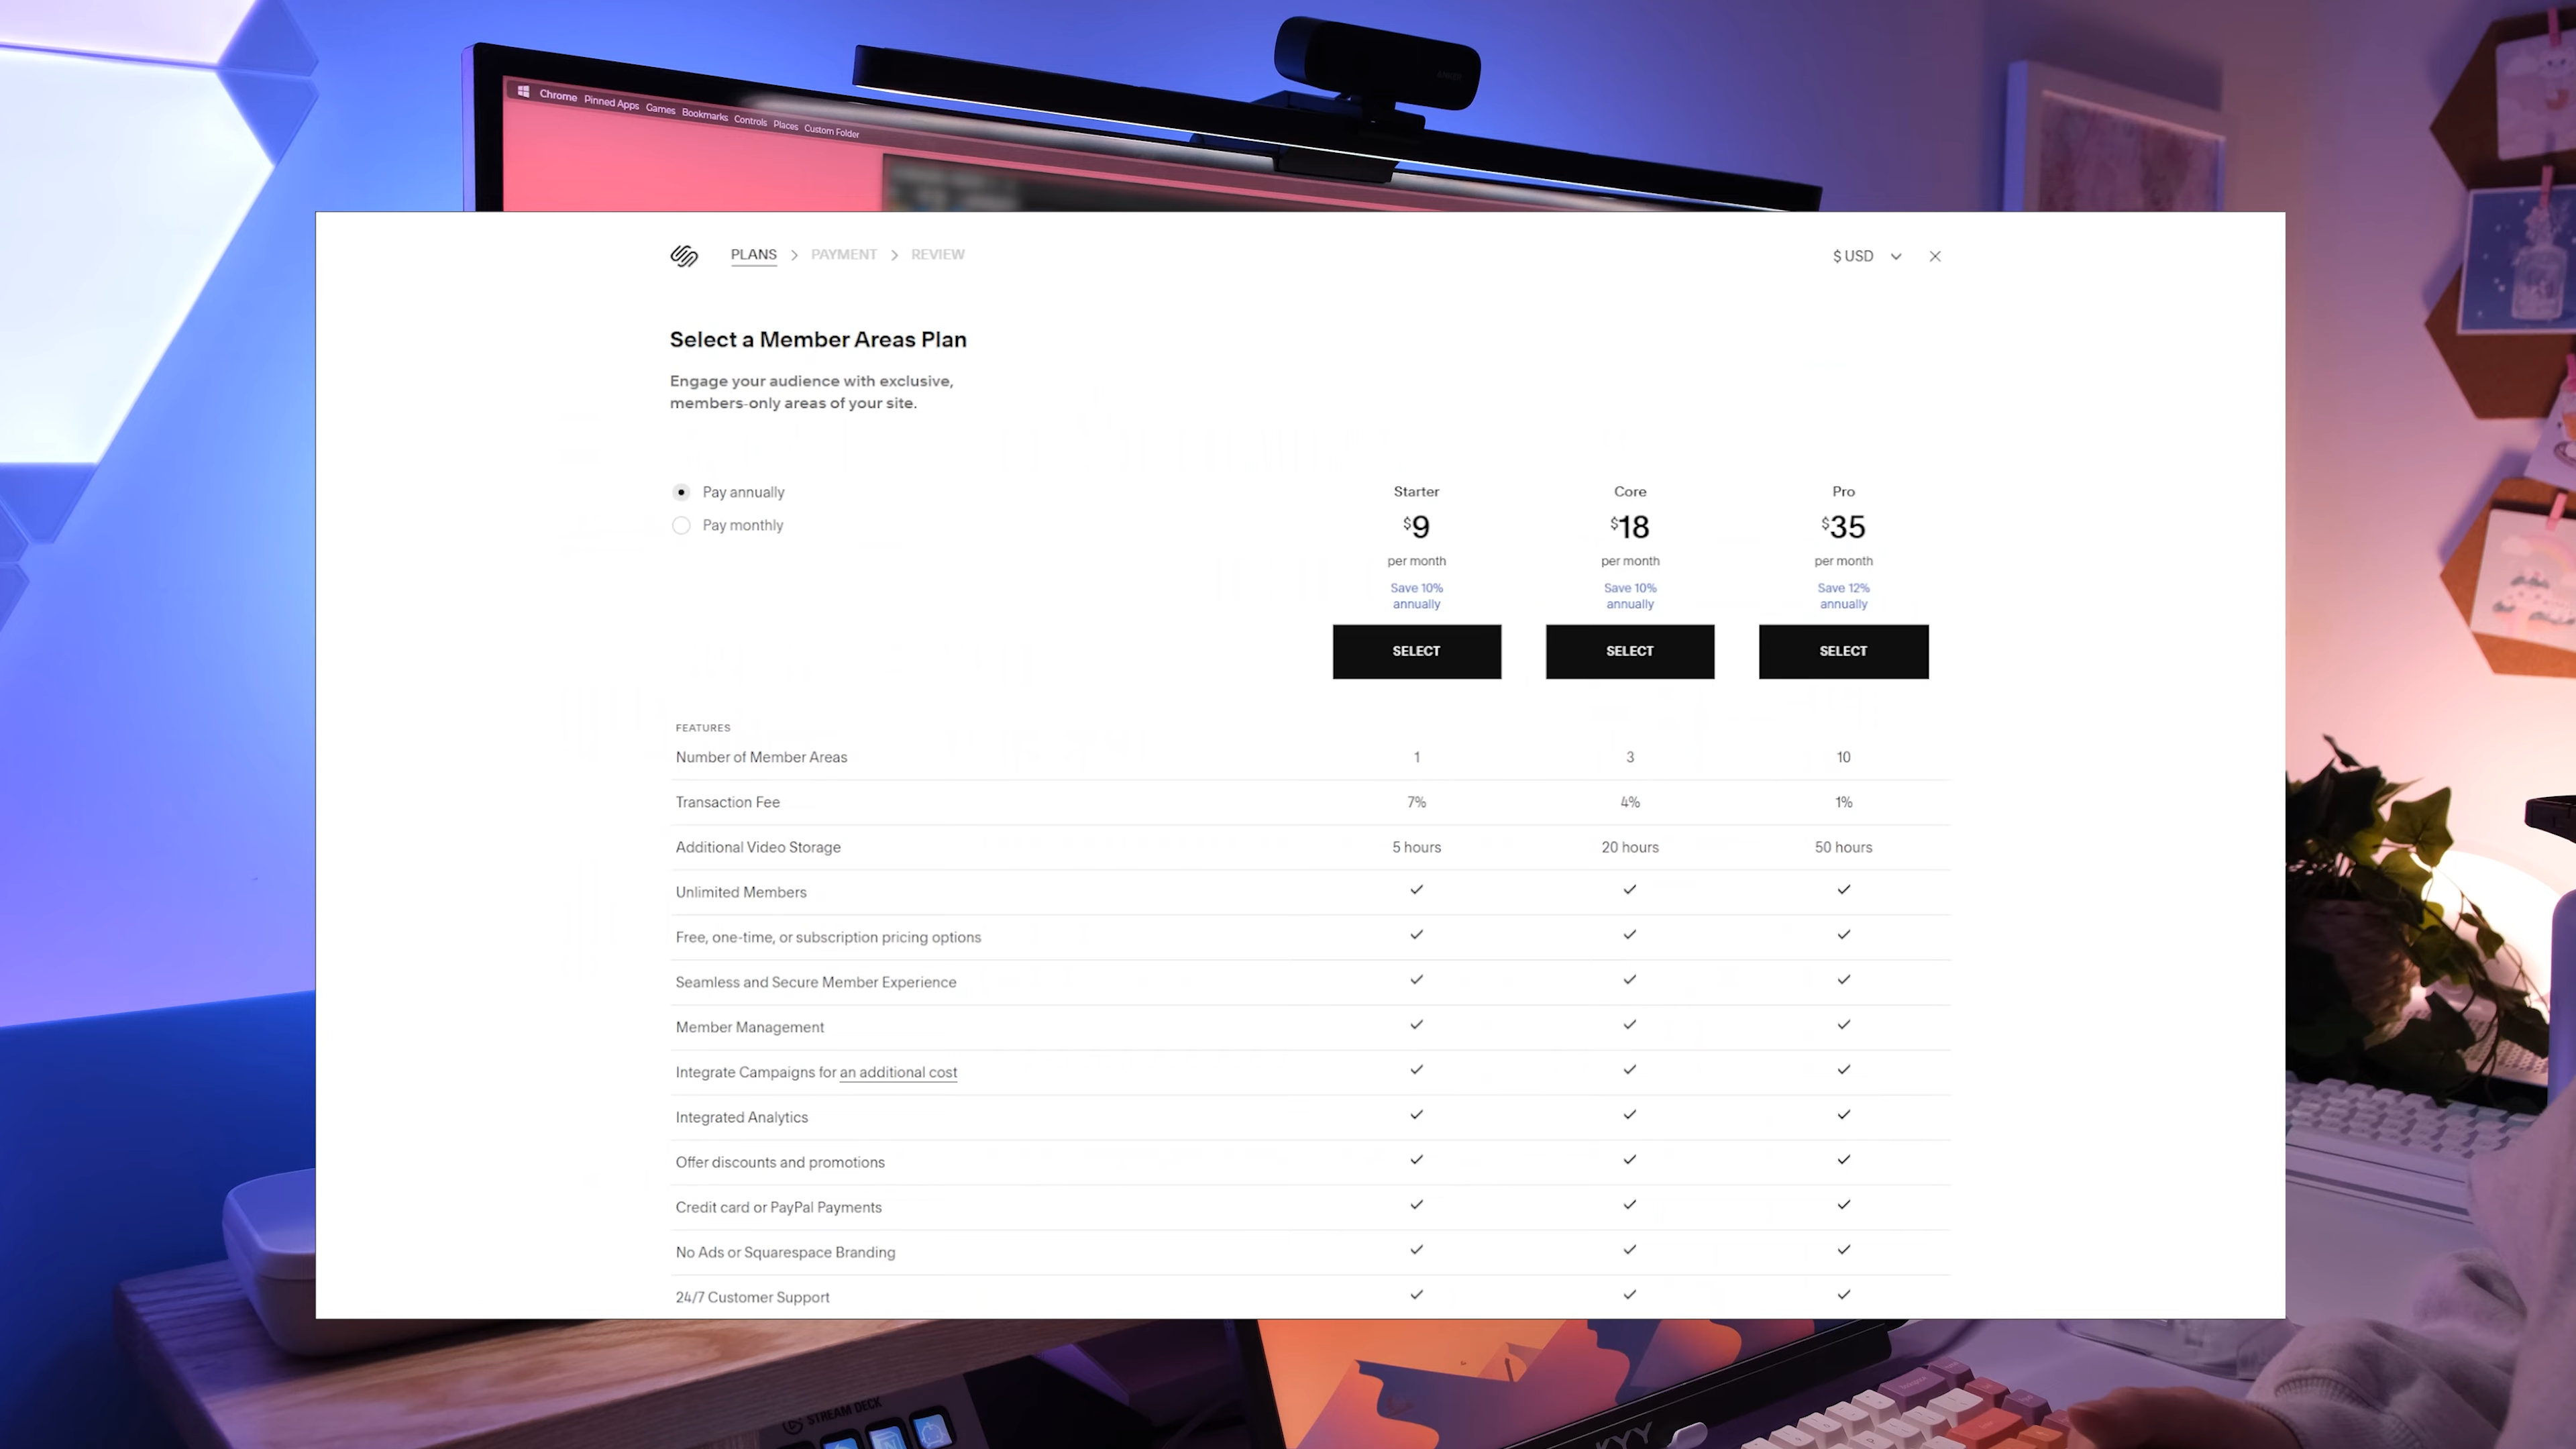 Chrome Pinned Apps Games Bookmarks Controls Places Custom Folder
PLANS > PAYMENT > REVIEW
$ USD
Select a Member Areas Plan
Engage your audience with exclusive,
members-only areas of your site.
Pay annually
Pay monthly
Starter Core Pro
$9 $18 $35
per month per month per month
Save 10% Save 10% Save 12%
annually annually annually
SELECT SELECT SELECT
FEATURES
Number of Member Areas 1 3 10
Transaction Fee 7% 4% 1%
Additional Video Storage 5 hours 20 hours 50 hours
Unlimited Members ✓ ✓ ✓
Free, one-time, or subscription pricing options ✓ ✓ ✓
Seamless and Secure Member Experience ✓ ✓ ✓
Member Management ✓ ✓ ✓
Integrate Campaigns for an additional cost ✓ ✓ ✓
Integrated Analytics ✓ ✓ ✓
Offer discounts and promotions ✓ ✓ ✓
Credit card or PayPal Payments ✓ ✓ ✓
No Ads or Squarespace Branding ✓ ✓ ✓
24/7 Customer Support ✓ ✓ ✓
STREAM DECK
KYY